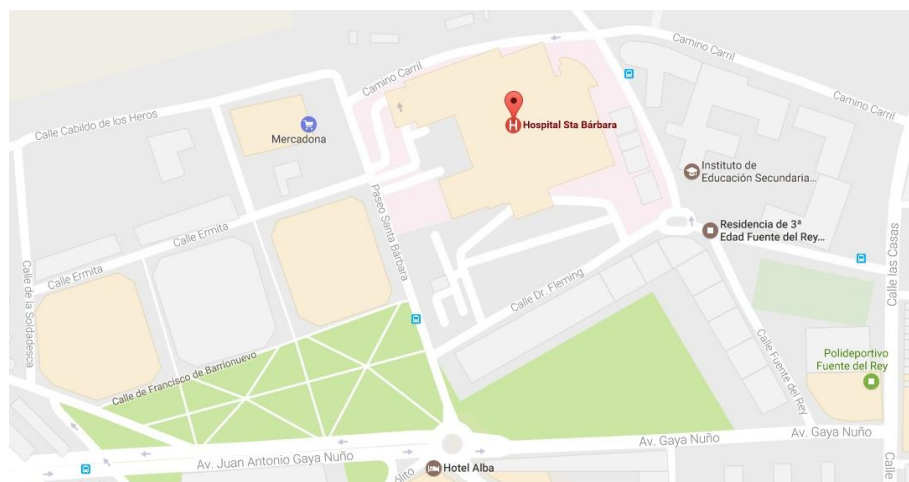 Camino Carril
Camino Carril
Calle Cabildo de los Heros
Mercadona
H
Hospital Sta Bárbara
Camino Carril
Instituto de
Educación Secundaria...
Paseo Santa Bárbara
Calle Ermita
Residencia de 3ª
Edad Fuente del Rey...
Calle Ermita
Calle de la Soldadesca
Calle las Casas
Calle Dr. Fleming
Calle de Francisco de Barrionuevo
Calle Fuente del Rey
Polideportivo
Fuente del Rey
Av. Gaya Nuño
Av. Gaya Nuño
Av. Juan Antonio Gaya Nuño
Hotel Alba
Calle